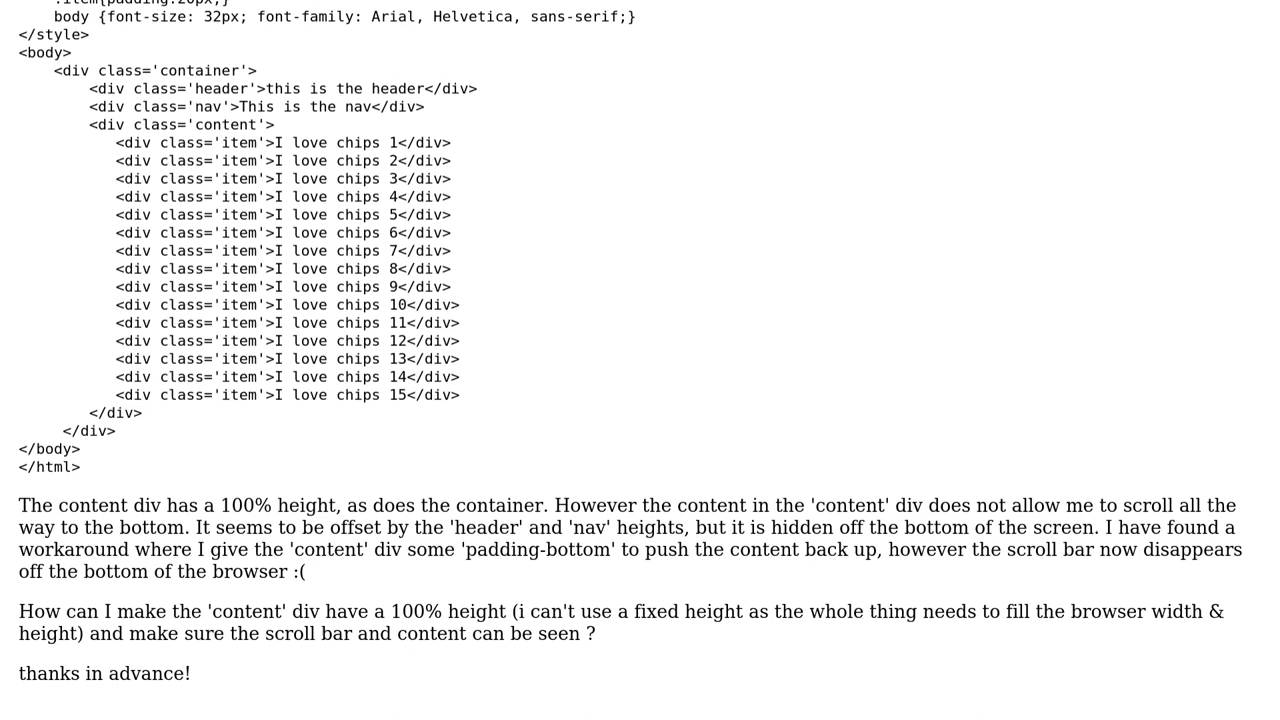 .item{padding:20px;}
body {font-size: 32px; font-family: Arial, Helvetica, sans-serif;}
</style>
<body>
<div class='container'>
<div class='header'>this is the header</div>
<div class='nav'>This is the nav</div>
<div class='content'>
<div class='item'>I love chips 1</div>
<div class='item'>I love chips 2</div>
<div class='item'>I love chips 3</div>
<div class='item'>I love chips 4</div>
<div class='item'>I love chips 5</div>
<div class='item'>I love chips 6</div>
<div class='item'>I love chips 7</div>
<div class='item'>I love chips 8</div>
<div class='item'>I love chips 9</div>
<div class='item'>I love chips 10</div>
<div class='item'>I love chips 11</div>
<div class='item'>I love chips 12</div>
<div class='item'>I love chips 13</div>
<div class='item'>I love chips 14</div>
<div class='item'>I love chips 15</div>
</div>
</div>
</body>
</html>
The content div has a 100% height, as does the container. However the content in the 'content' div does not allow me to scroll all the
way to the bottom. It seems to be offset by the 'header' and 'nav' heights, but it is hidden off the bottom of the screen. I have found a
workaround where I give the 'content' div some 'padding-bottom' to push the content back up, however the scroll bar now disappears
off the bottom of the browser :(
How can I make the 'content' div have a 100% height (i can't use a fixed height as the whole thing needs to fill the browser width &
height) and make sure the scroll bar and content can be seen ?
thanks in advance!